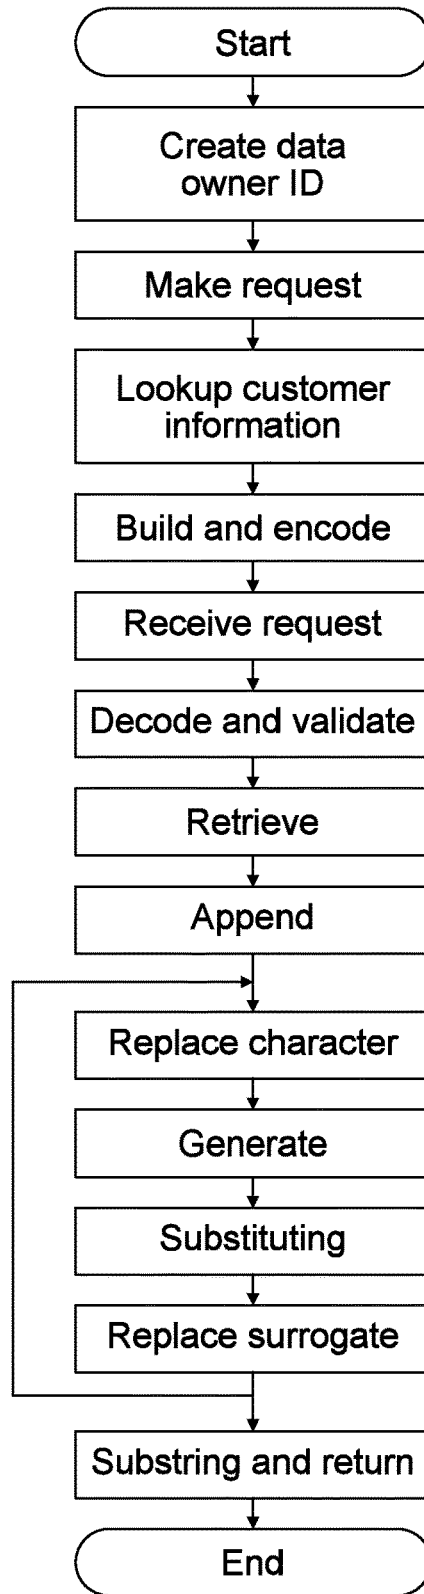 Start
Create data
owner ID
Make request
Lookup customer
information
Build and encode
Receive request
Decode and validate
Retrieve
Append
Replace character
Generate
Substituting
Replace surrogate
Substring and return
End